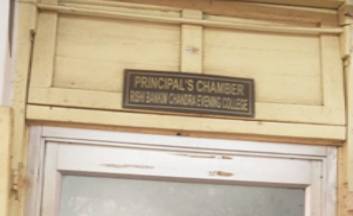 PRINCIPAL'S CHAMBER
RISHI BANKIM CHANDRA EVENING COLLEGE